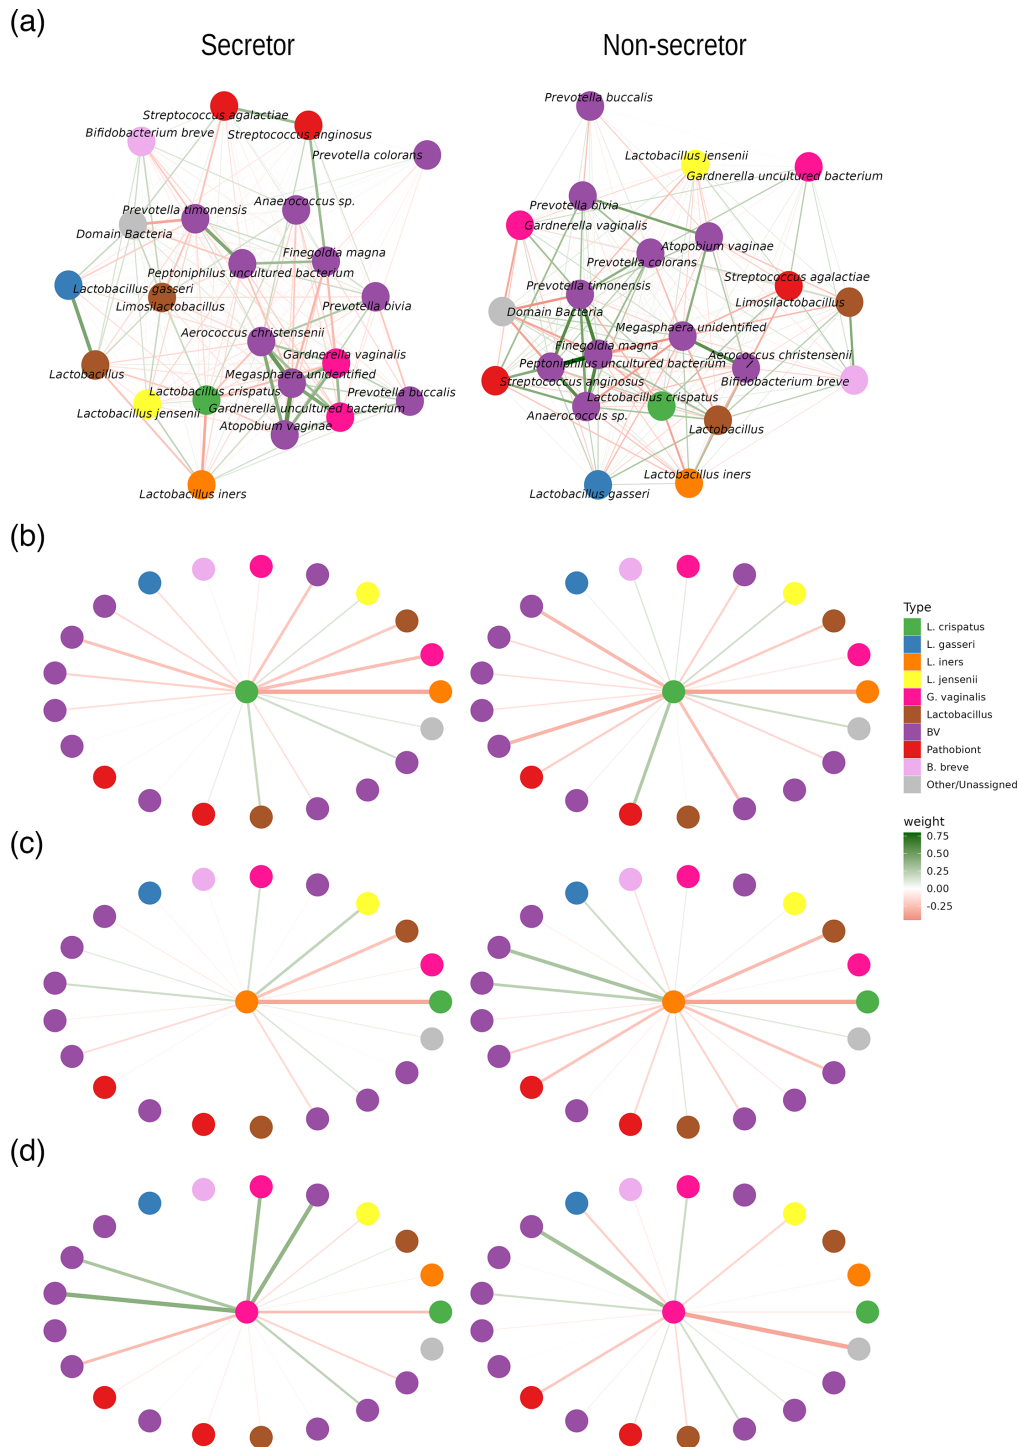 (a)
Secretor
Non-secretor
Streptococcus agalactiae
Bifidobacterium breve
Streptococcus anginosus
Prevotella colorans
Anaerococcus sp.
Prevotella timonensis
Domain Bacteria
Finegoldia magna
Peptoniphilus uncultured bacterium
Lactobacillus gasseri
Limosilactobacillus
Prevotella bivia
Aerococcus christensenii
Gardnerella vaginalis
Lactobacillus
Megasphaera unidentified
Lactobacillus crispatus
Prevotella buccalis
Lactobacillus jensenii
Gardnerella uncultured bacterium
Atopobium vaginae
Lactobacillus iners
Prevotella buccalis
Lactobacillus jensenii
Gardnerella uncultured bacterium
Prevotella bivia
Gardnerella vaginalis
Atopobium vaginae
Prevotella colorans
Streptococcus agalactiae
Prevotella timonensis
Limosilactobacillus
Domain Bacteria
Megasphaera unidentified
Finegoldia magna
Aerococcus christensenii
Peptoniphilus uncultured bacterium
Streptococcus anginosus
Bifidobacterium breve
Lactobacillus crispatus
Anaerococcus sp.
Lactobacillus
Lactobacillus iners
Lactobacillus gasseri
(b)
Type
L. crispatus
L. gasseri
L. iners
L. jensenii
G. vaginalis
Lactobacillus
BV
Pathobiont
B. breve
Other/Unassigned
weight
0.75
0.50
0.25
0.00
-0.25
(c)
(d)